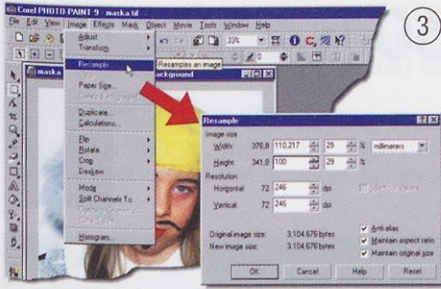 Corel PHOTO-PAINT 9 - maska.tif
File Edit View Image Effects Mask Object Movie Tools Window Help
33%
3
Adjust
Transform
Resample...
Resamples an image
maska
background
Paper Size...
Duplicate...
Calculations...
Flip
Rotate
Crop
Deskew
Mode
Split Channels To
Histogram...
Resample
Image size
Width: 376,8 110,217 29 % millimeters
Height: 341,9 100 29 %
Resolution
Horizontal: 72 246 dpi
Vertical: 72 246 dpi
Original image size: 3.104.676 bytes
New image size: 3.104.676 bytes
Anti-alias
Maintain aspect ratio
Maintain original size
OK Cancel Help Reset